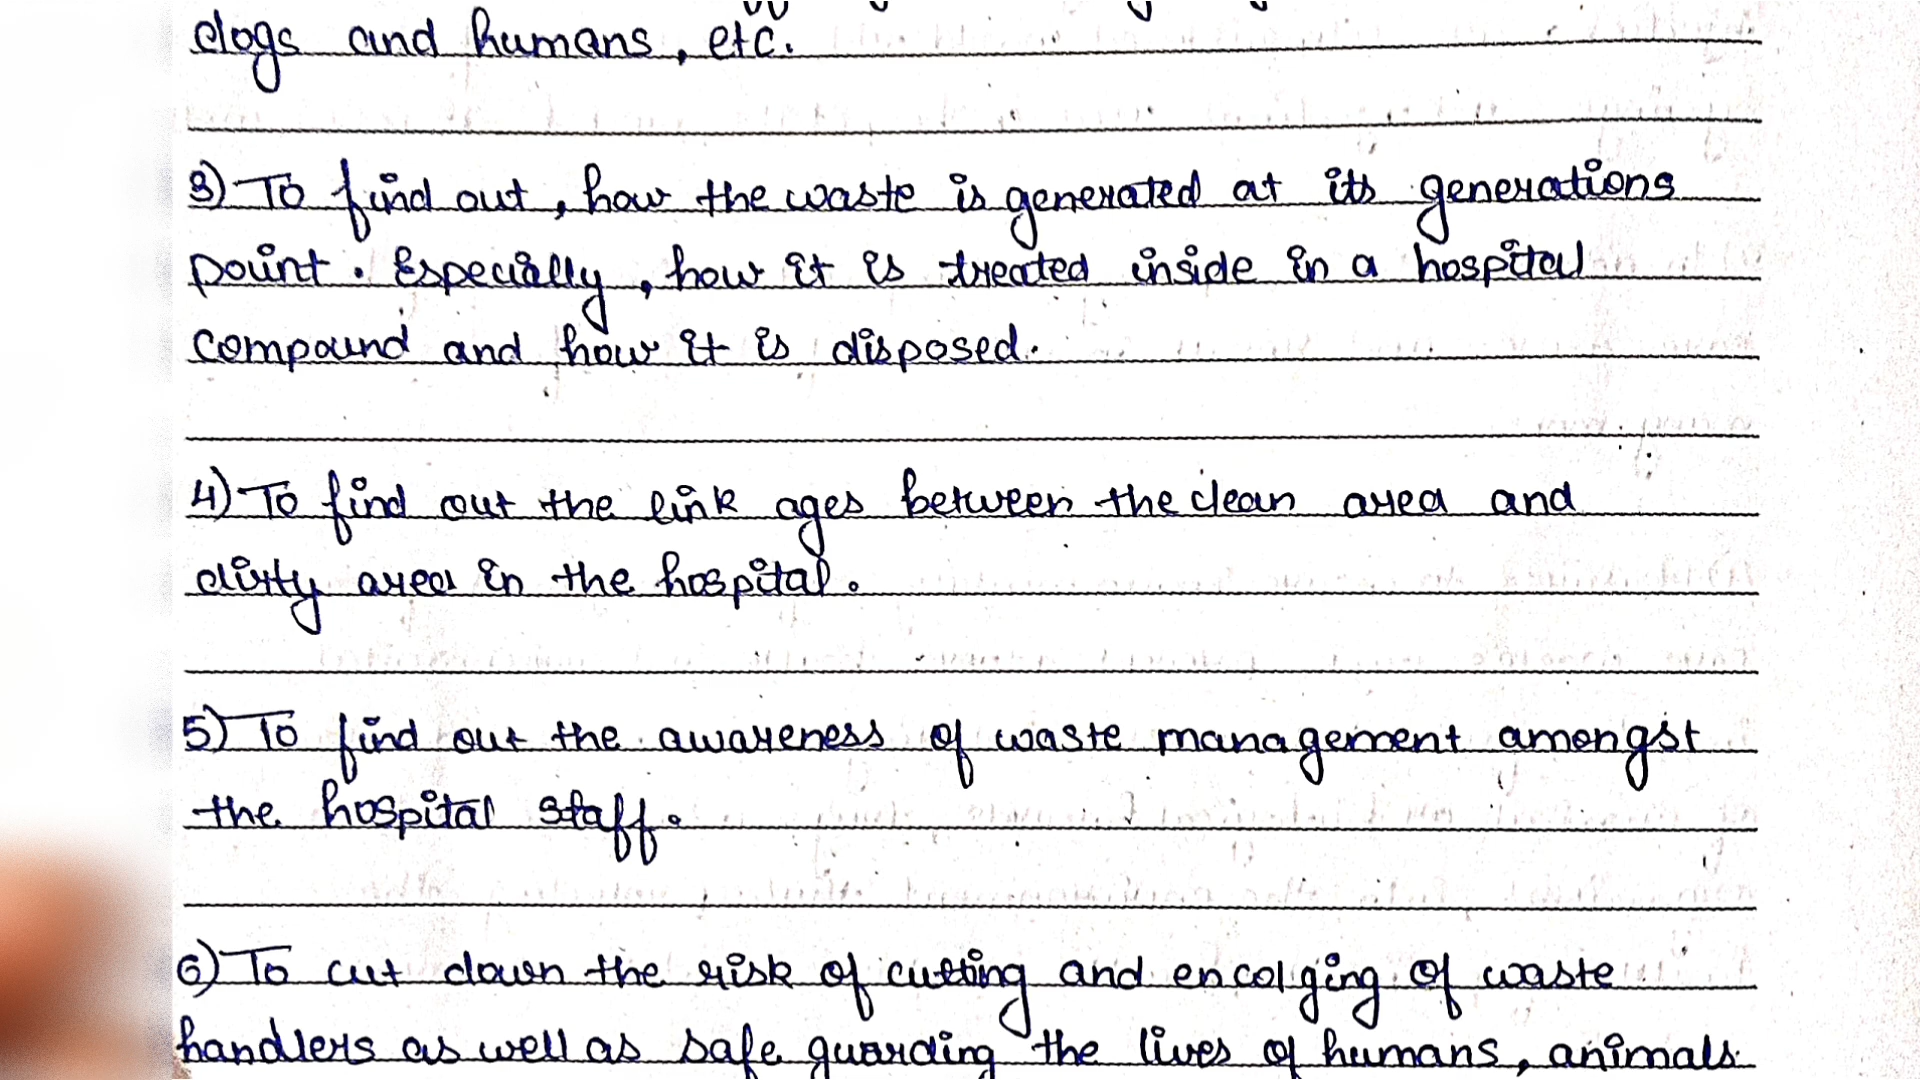 dogs and humans, etc.
3) To find out, how the waste is generated at its generations
point. Especially, how it is treated inside in a hospital
compound and how it is disposed.
4) To find out the link ages between the clean area and
dirty area in the hospital.
5) To find out the awareness of waste management amongst
the hospital staff.
6) To cut down the risk of cutting and encolging of waste
handlers as well as safe guarding the lives of humans, animals